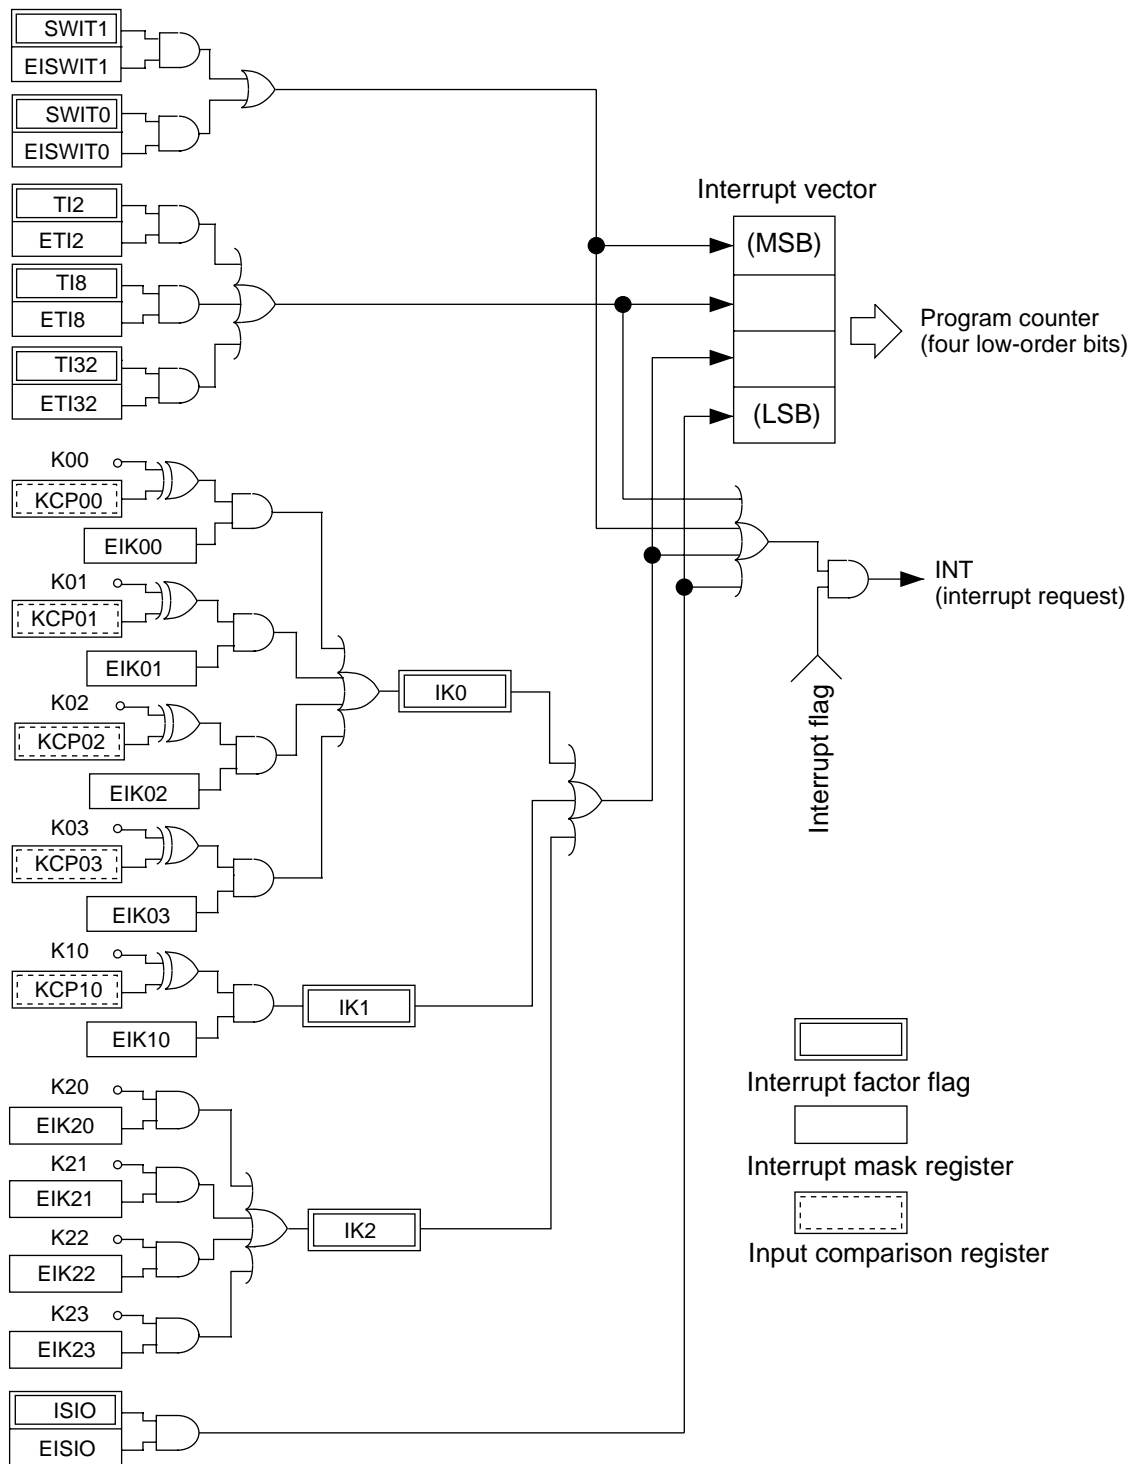 SWIT1
EISWIT1
SWIT0
EISWIT0
TI2
ETI2
TI8
ETI8
TI32
ETI32
Interrupt vector
(MSB)
(LSB)
Program counter
(four low-order bits)
K00
KCP00
EIK00
K01
KCP01
EIK01
K02
KCP02
EIK02
K03
KCP03
EIK03
IK0
K10
KCP10
EIK10
IK1
K20
EIK20
K21
EIK21
K22
EIK22
K23
EIK23
IK2
ISIO
EISIO
INT
(interrupt request)
Interrupt flag
Interrupt factor flag
Interrupt mask register
Input comparison register